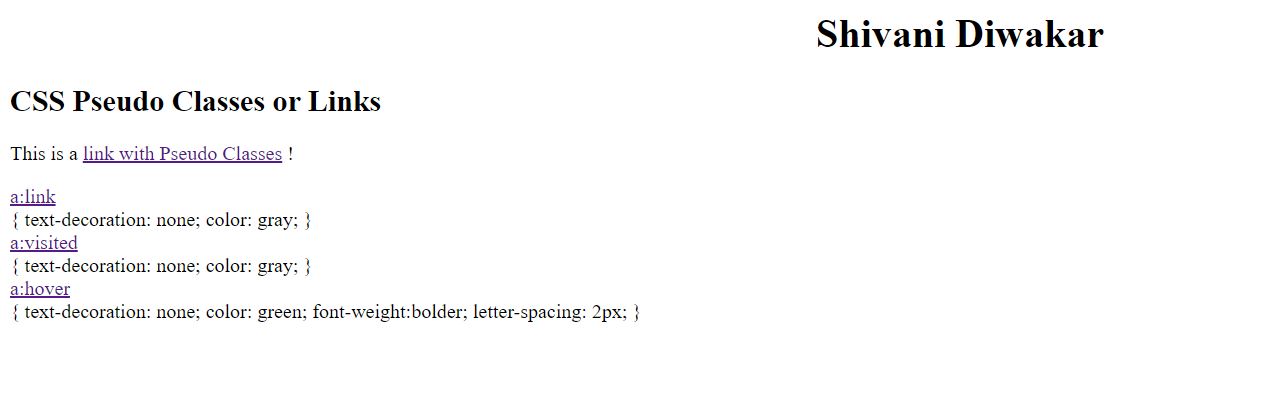 Shivani Diwakar
CSS Pseudo Classes or Links
This is a link with Pseudo Classes !
a:link
{ text-decoration: none; color: gray; }
a:visited
{ text-decoration: none; color: gray; }
a:hover
{ text-decoration: none; color: green; font-weight:bolder; letter-spacing: 2px; }